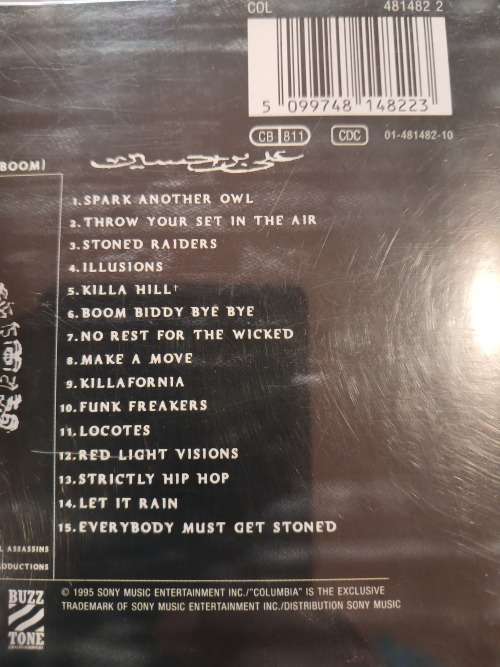 COL 481482 2
5 099748 148223
CB 811 CDC 01-481482-10
BOOM)
1. SPARK ANOTHER OWL
2. THROW YOUR SET IN THE AIR
3. STONED RAIDERS
4. ILLUSIONS
5. KILLA HILL†
6. BOOM BIDDY BYE BYE
7. NO REST FOR THE WICKED
8. MAKE A MOVE
9. KILLAFORNIA
10. FUNK FREAKERS
11. LOCOTES
12. RED LIGHT VISIONS
13. STRICTLY HIP HOP
14. LET IT RAIN
15. EVERYBODY MUST GET STONED
L ASSASSINS
ODUCTIONS
© 1995 SONY MUSIC ENTERTAINMENT INC./"COLUMBIA" IS THE EXCLUSIVE
TRADEMARK OF SONY MUSIC ENTERTAINMENT INC./DISTRIBUTION SONY MUSIC
BUZZ
TONE
ENTERTAINMENT